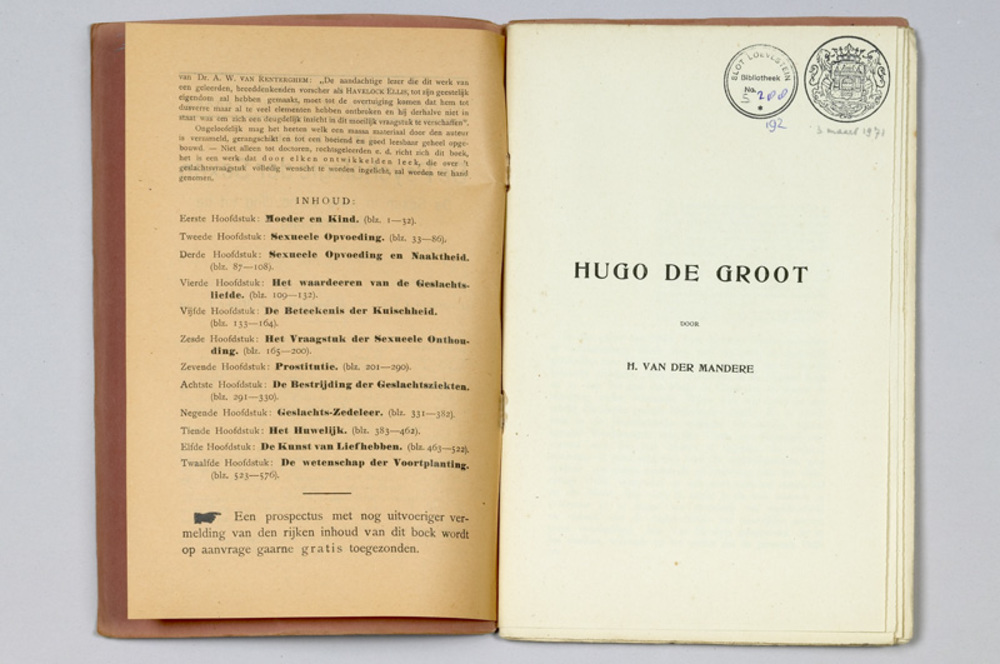 van Dr. A. W. VAN RENTERGHEM: „De aandachtige lezer die dit werk van
een geleerden, breeddenkenden vorscher als HAVELOCK ELLIS, tot zijn geestelijk
eigendom zal hebben gemaakt, moet tot de overtuiging komen dat hem tot
dusverre maar al te veel elementen hebben ontbroken en hij derhalve niet in
staat was om zich een deugdelijk inzicht in dit moeilijk vraagstuk te verschaffen“.
Ongeloofelijk mag het heeten welk een massa materiaal door den auteur
is verzameld, gerangschikt en tot een boeiend en goed leesbaar geheel opge-
bouwd. — Niet alleen tot doctoren, rechtsgeleerden e. d. richt zich dit boek,
het is een werk dat door elken ontwikkelden leek, die over 't
geslachtsvraagstuk volledig wenscht te worden ingelicht, zal worden ter hand
genomen.
INHOUD:
Eerste Hoofdstuk: Moeder en Kind. (blz. 1—32).
Tweede Hoofdstuk: Sexueele Opvoeding. (blz. 33—86).
Derde Hoofdstuk: Sexueele Opvoeding en Naaktheid.
(blz. 87—108).
Vierde Hoofdstuk: Het waardeeren van de Geslachts-
liefde. (blz. 109—132).
Vijfde Hoofdstuk: De Beteekenis der Kuischheid.
(blz. 133—164).
Zesde Hoofdstuk: Het Vraagstuk der Sexueele Onthou-
ding. (blz. 165—200).
Zevende Hoofdstuk: Prostitutie. (blz. 201—290).
Achtste Hoofdstuk: De Bestrijding der Geslachtsziekten.
(blz. 291—330).
Negende Hoofdstuk: Geslachts-Zedeleer. (blz. 331—382).
Tiende Hoofdstuk: Het Huwelijk. (blz. 383—462).
Elfde Hoofdstuk: De Kunst van Liefhebben. (blz. 463—522).
Twaalfde Hoofdstuk: De wetenschap der Voortplanting.
(blz. 523—576).
Een prospectus met nog uitvoeriger ver-
melding van den rijken inhoud van dit boek wordt
op aanvrage gaarne gratis toegezonden.
SLOT LOEVESTEIN
Bibliotheek
No.
S 288
192
3 maart 1971
HUGO DE GROOT
DOOR
H. VAN DER MANDERE